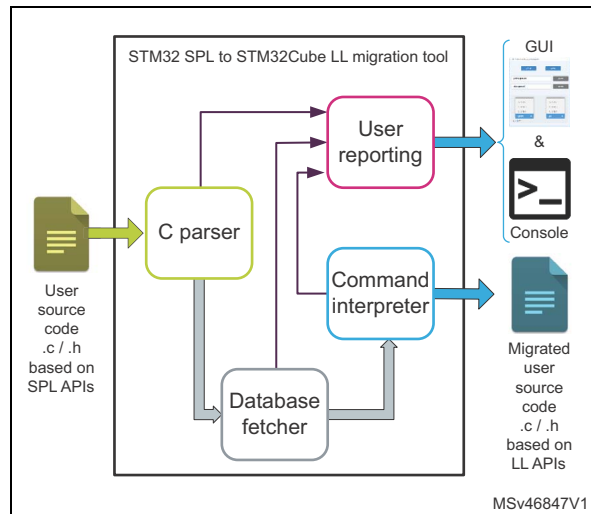 STM32 SPL to STM32Cube LL migration tool
GUI
&
>_
Console
User
reporting
C parser
Command
interpreter
Database
fetcher
User
source
code
.c / .h
based on
SPL APIs
Migrated
user
source
code
.c / .h
based on
LL APIs
MSv46847V1